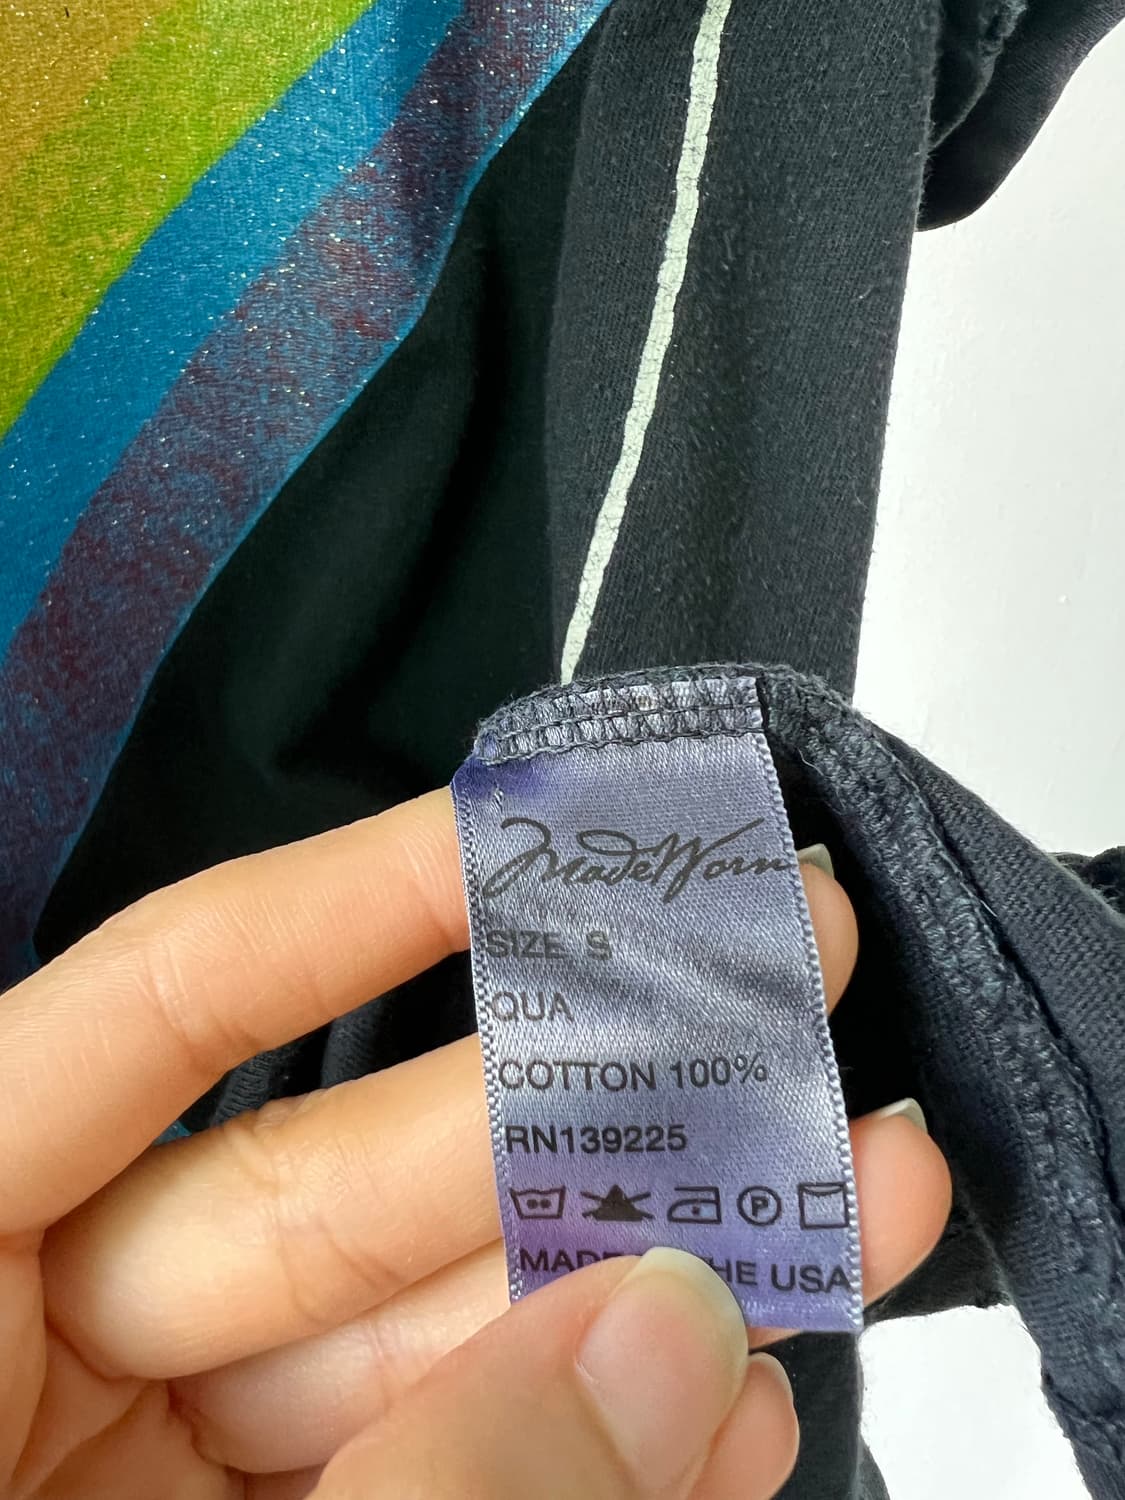 MadeWorn
SIZE S
QUA
COTTON 100%
RN139225
P
MADE HE USA